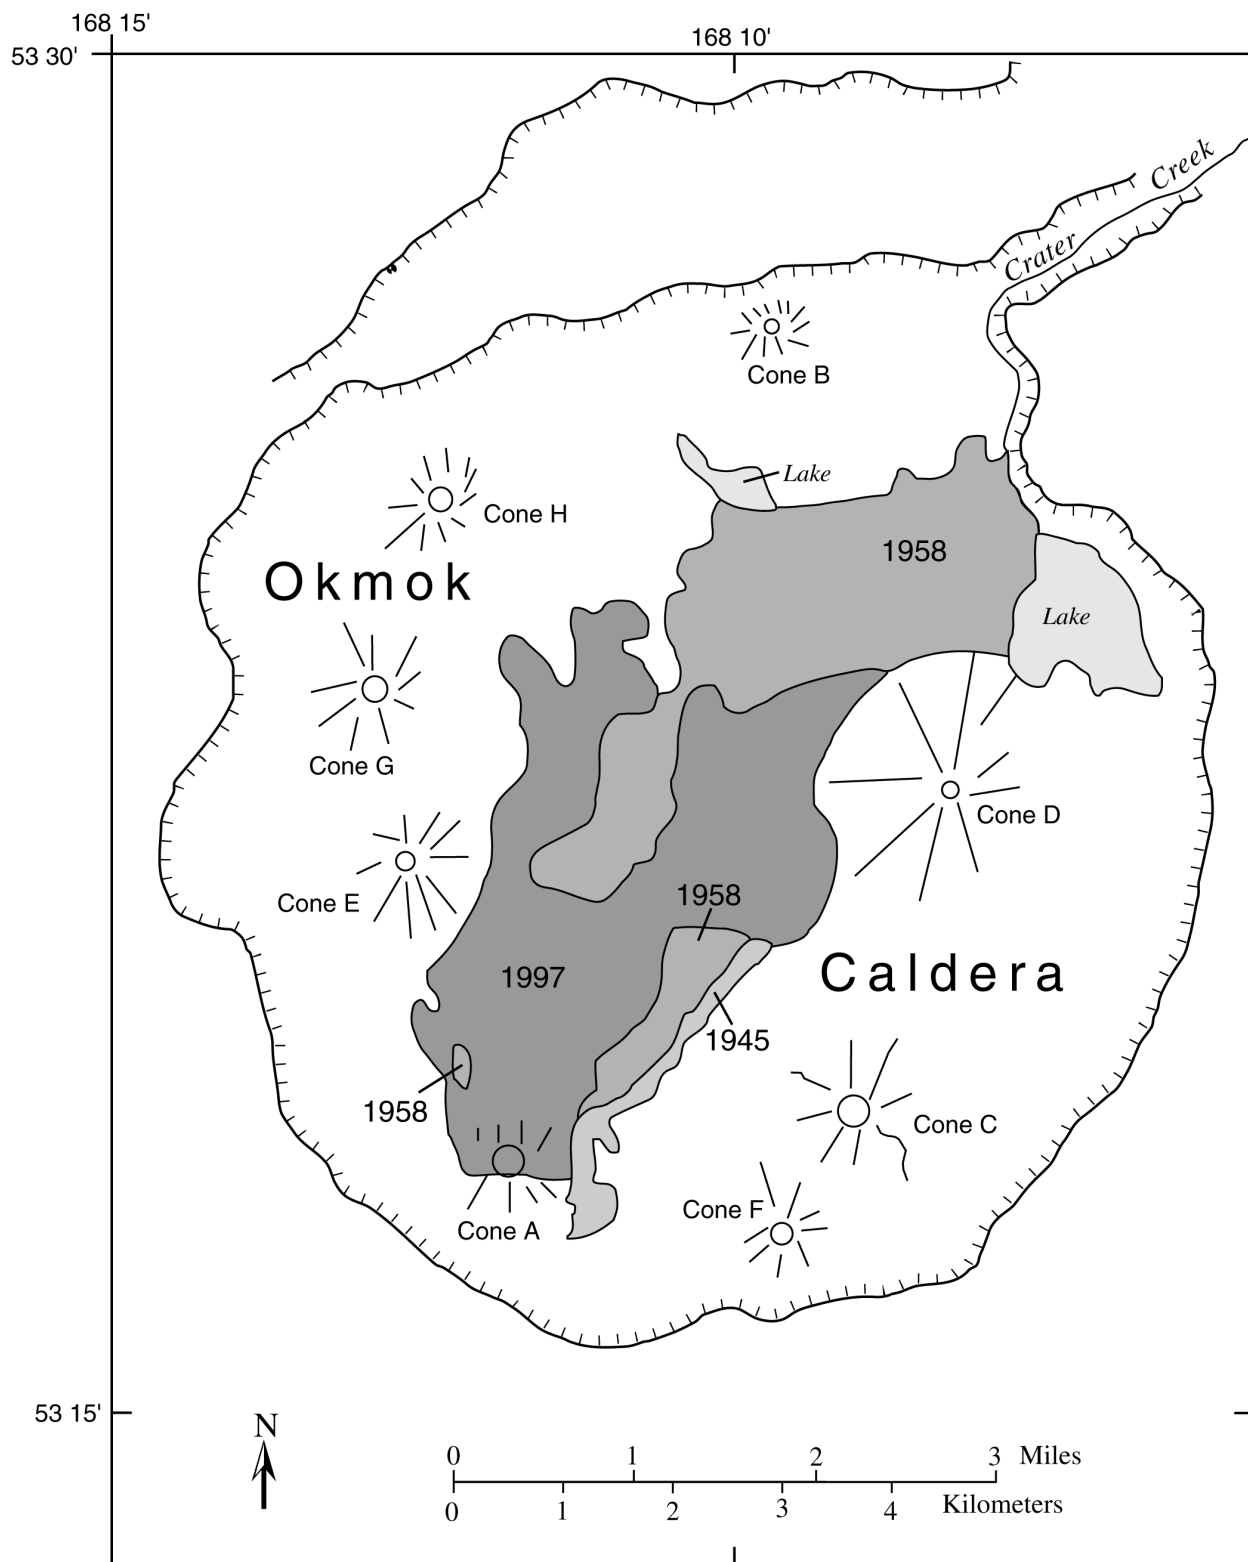 168 15'
168 10'
53 30'
Crater Creek
Cone B
Lake
Cone H
1958
Okmok
Lake
Cone G
Cone D
Cone E
1958
1997
Caldera
1945
1958
Cone C
Cone F
Cone A
53 15'
N
0 1 2 3 Miles
0 1 2 3 4 Kilometers